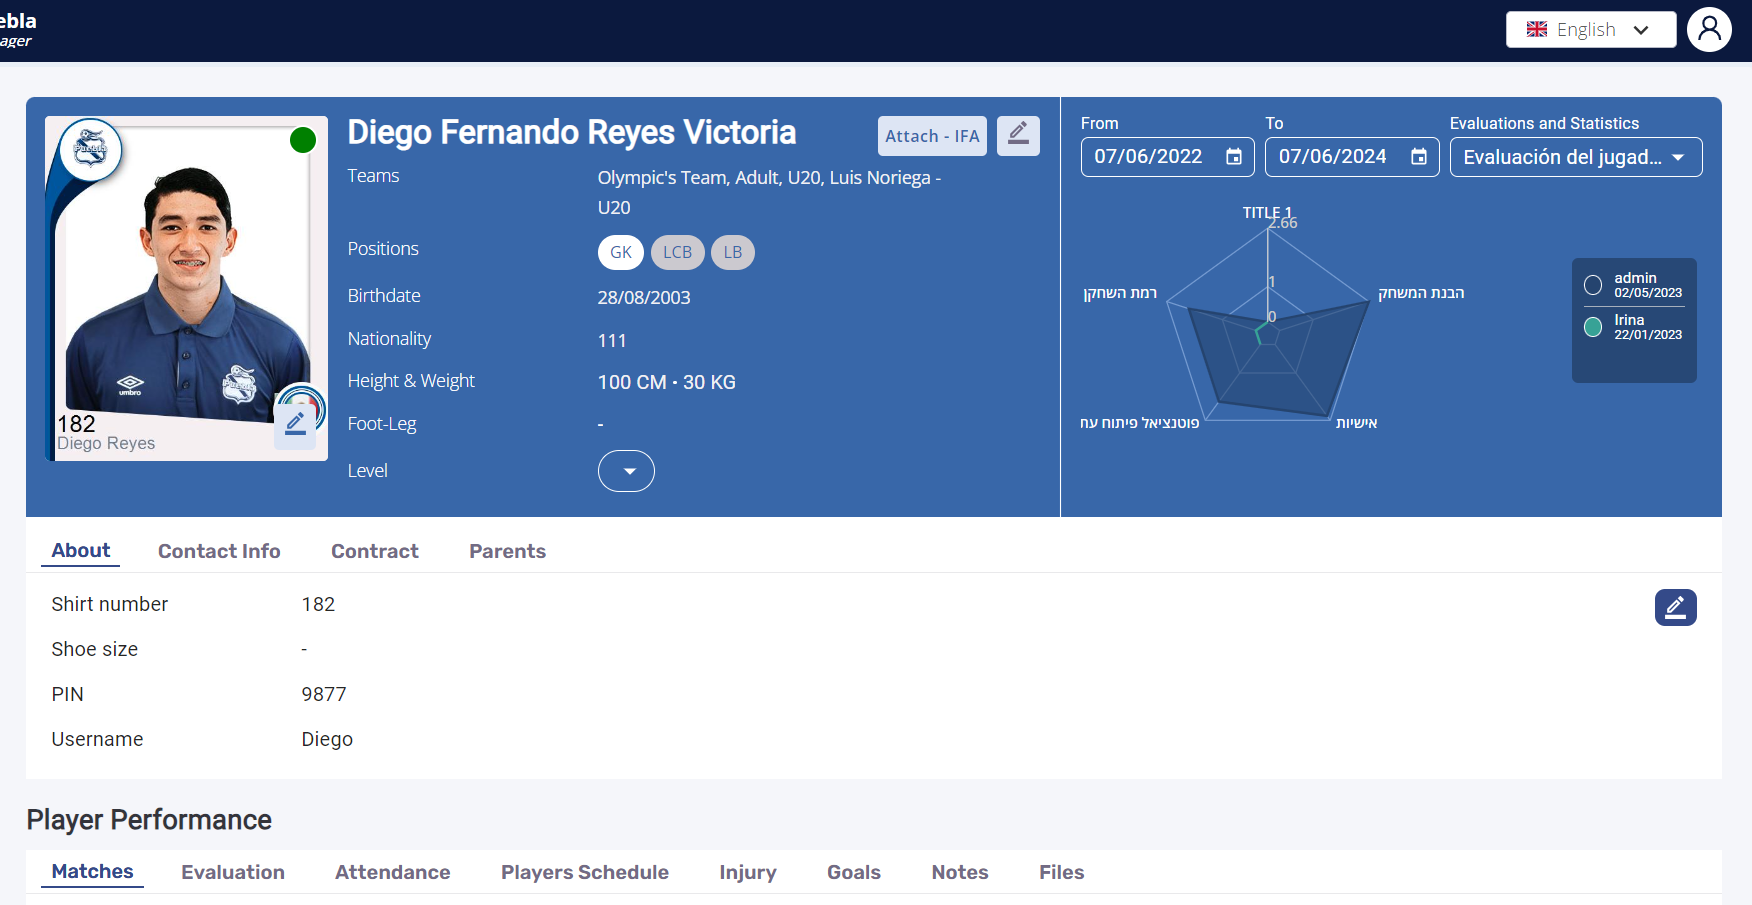 ebla
ager
English
Puebla
umbro
Puebla
182
Diego Reyes
Diego Fernando Reyes Victoria
Attach - IFA
Teams
Olympic's Team, Adult, U20, Luis Noriega -
U20
Positions
GK LCB LB
Birthdate
28/08/2003
Nationality
111
Height & Weight
100 CM • 30 KG
Foot-Leg
-
Level
From
To
Evaluations and Statistics
07/06/2022
07/06/2024
Evaluación del jugad...
TITLE 1
2.66
1
0
רמת השחקן
הבנת המשחק
פוטנציאל פיתוח עת
אישיות
admin
02/05/2023
Irina
22/01/2023
About Contact Info Contract Parents
Shirt number 182
Shoe size -
PIN 9877
Username Diego
Player Performance
Matches Evaluation Attendance Players Schedule Injury Goals Notes Files